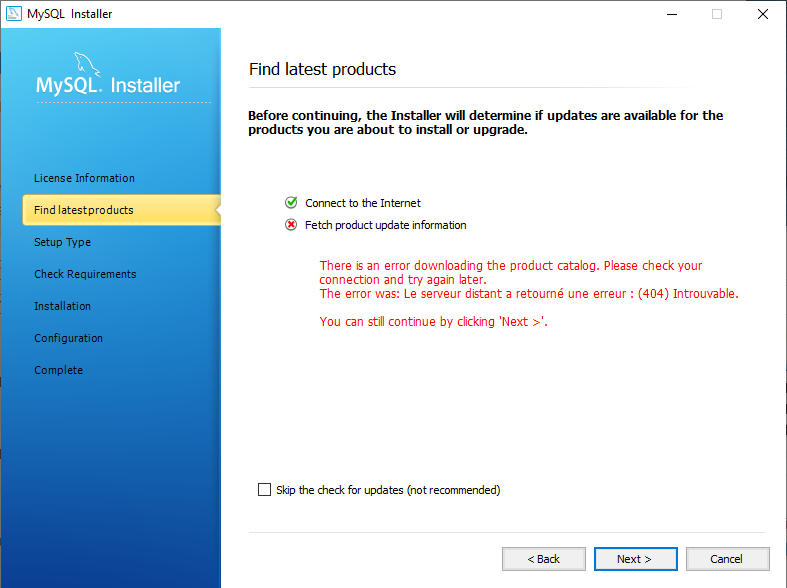 MySQL Installer
MySQL. Installer
License Information
Find latest products
Setup Type
Check Requirements
Installation
Configuration
Complete
Find latest products
Before continuing, the Installer will determine if updates are available for the
products you are about to install or upgrade.
Connect to the Internet
Fetch product update information
There is an error downloading the product catalog. Please check your
connection and try again later.
The error was: Le serveur distant a retourné une erreur : (404) Introuvable.
You can still continue by clicking 'Next >'.
Skip the check for updates (not recommended)
< Back
Next >
Cancel